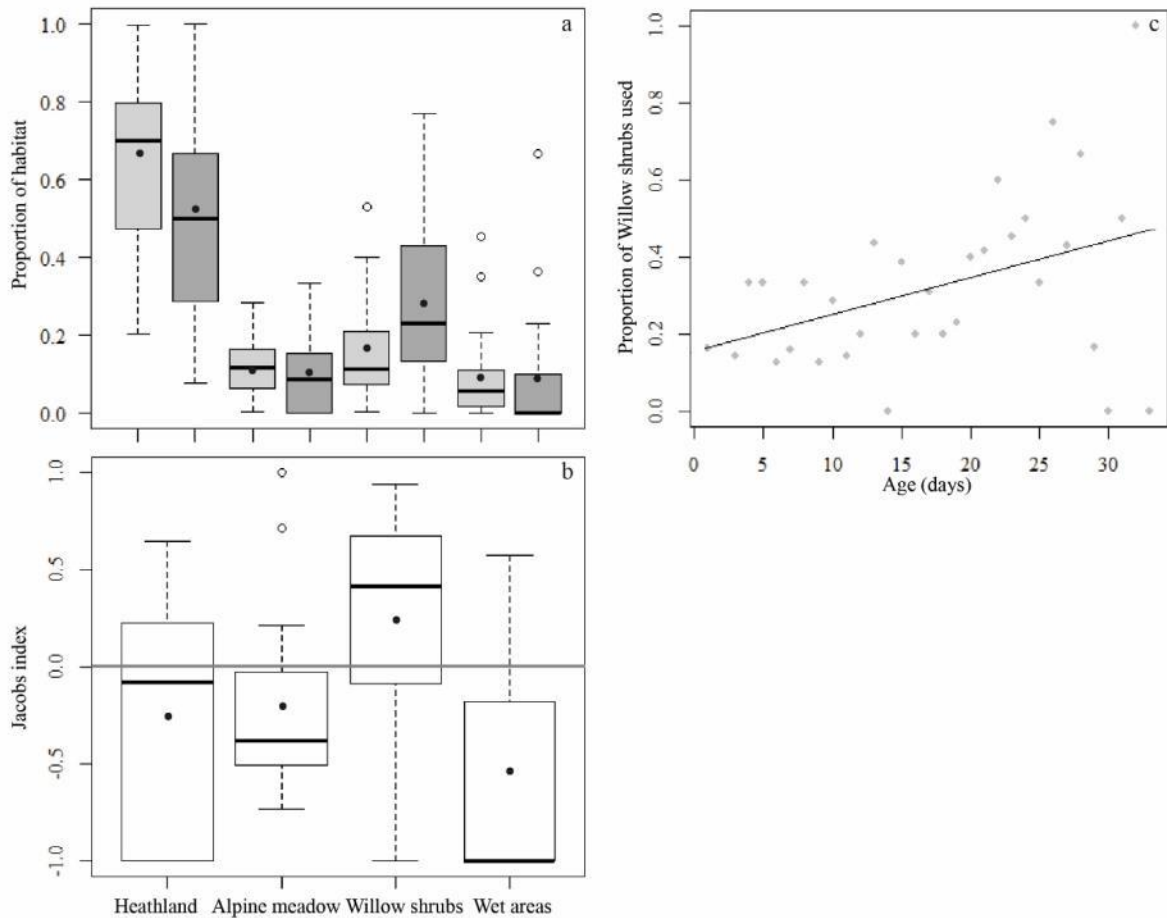 a
1.0
0.8
0.6
0.4
0.2
0.0
Proportion of habitat
b
1.0
0.5
0.0
-0.5
-1.0
Jacobs index
Heathland Alpine meadow Willow shrubs Wet areas
c
1.0
0.8
0.6
0.4
0.2
0.0
Proportion of Willow shrubs used
0 5 10 15 20 25 30
Age (days)